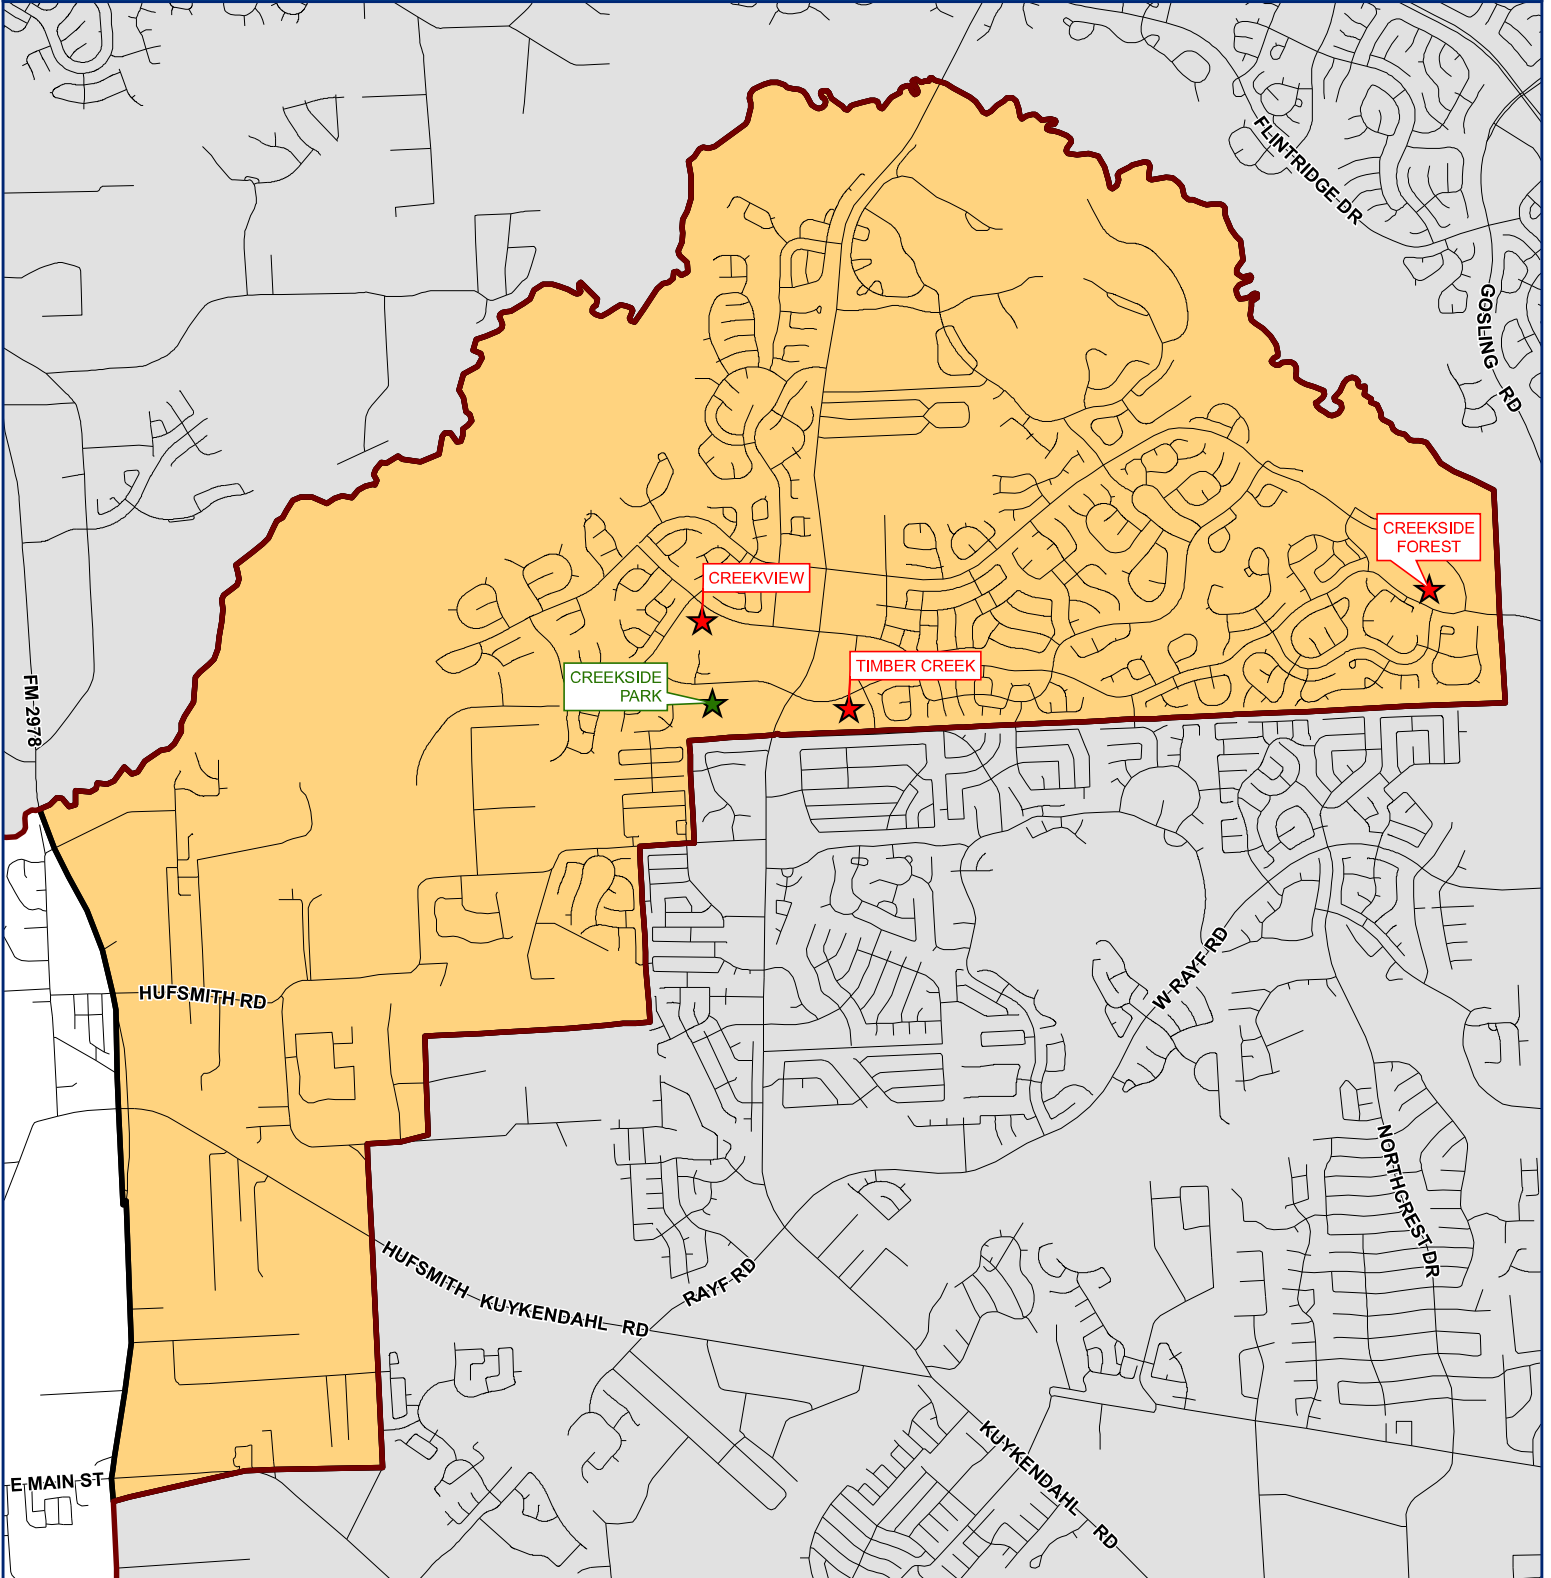 FLINTRIDGE DR
GOSLING RD
CREEKSIDE
FOREST
CREEKVIEW
TIMBER CREEK
CREEKSIDE
PARK
FM 2978
HUFSMITH RD
W RAYF RD
NORTHCREST DR
HUFSMITH KUYKENDAHL RD
RAYF RD
KUYKENDAHL RD
E MAIN ST